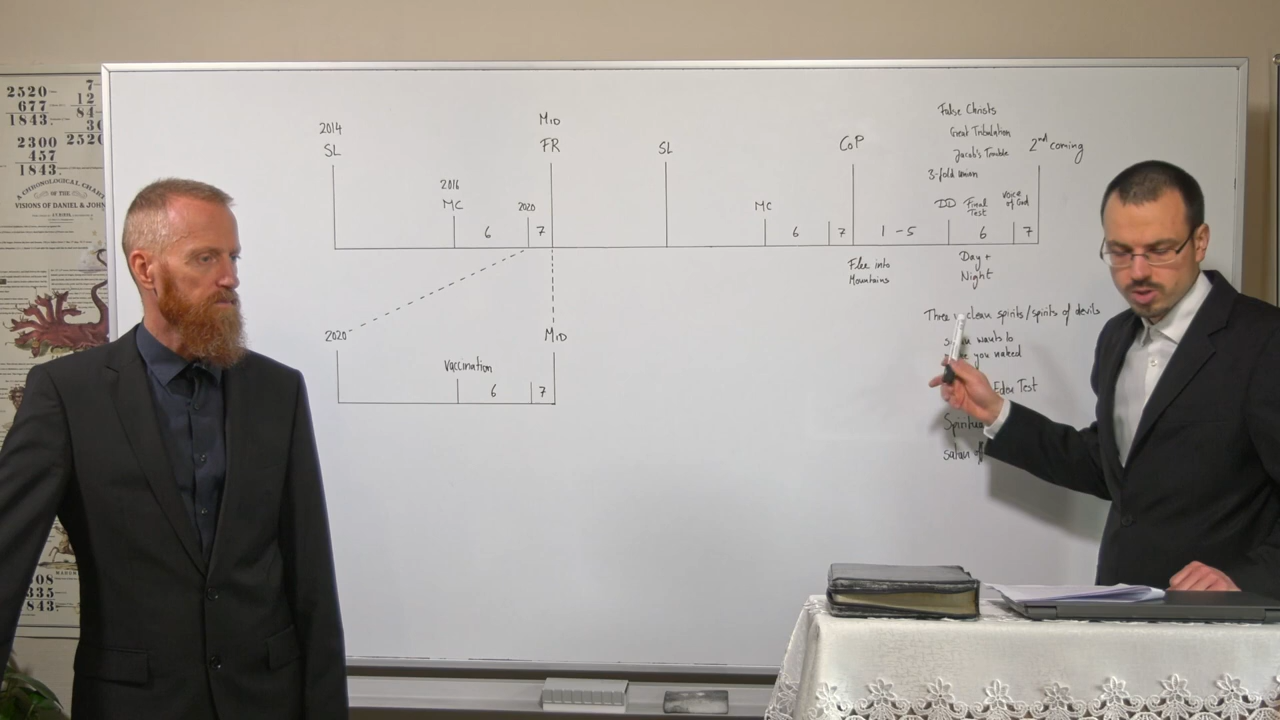 2520
677
1843.
7
12
84
30
2520
2300
457
1843.
A CHRONOLOGICAL CHART
OF THE
VISIONS OF DANIEL & JOHN
2014
SL
MID
FR
SL
CoP
False Christs
Great Tribulation
Jacob's Trouble
3-fold union
2nd coming
2016
MC
2020
6
7
MC
6
7
1-5
DD
Final
Test
6
Voice
of God
7
Flee into
Mountains
Day +
Night
2020
MID
Vaccination
6
7
Three clean spirits/spirits of devils
wants to
you naked
Eden Test
satan
335
843.